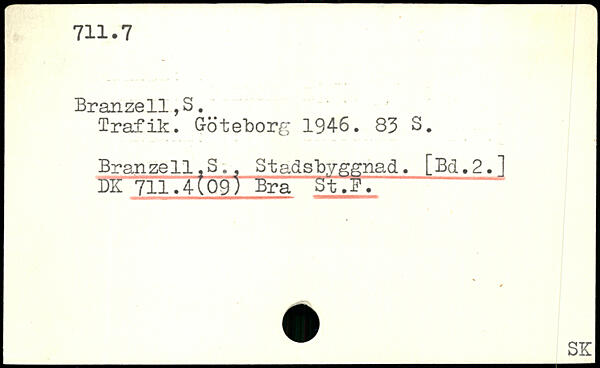 711.7
Branzell,S.
Trafik. Göteborg 1946. 83 S.
Branzell,S., Stadsbyggnad. [Bd.2.]
DK 711.4(09) Bra St.F.
SK